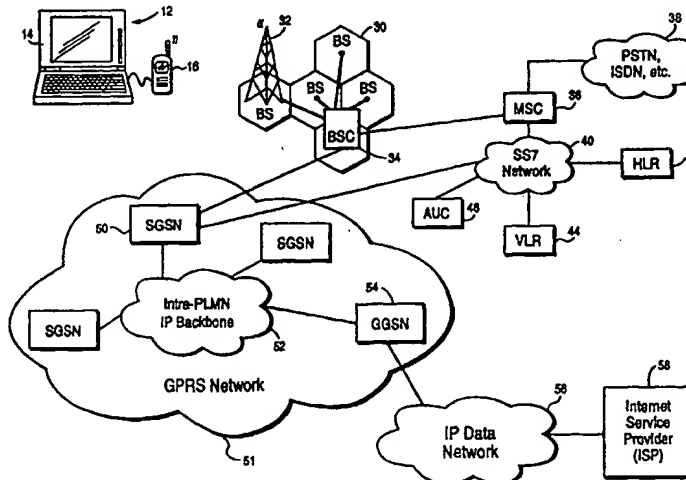 12
14
16
32
30
BS
BS
BS
BS
BSC
34
38
PSTN,
ISDN, etc.
MSC
36
40
SS7
Network
HLR
AUC
46
VLR
44
50
SGSN
SGSN
SGSN
Intra-PLMN
IP Backbone
52
54
GGSN
GPRS Network
51
56
IP Data
Network
58
Internet
Service
Provider
(ISP)